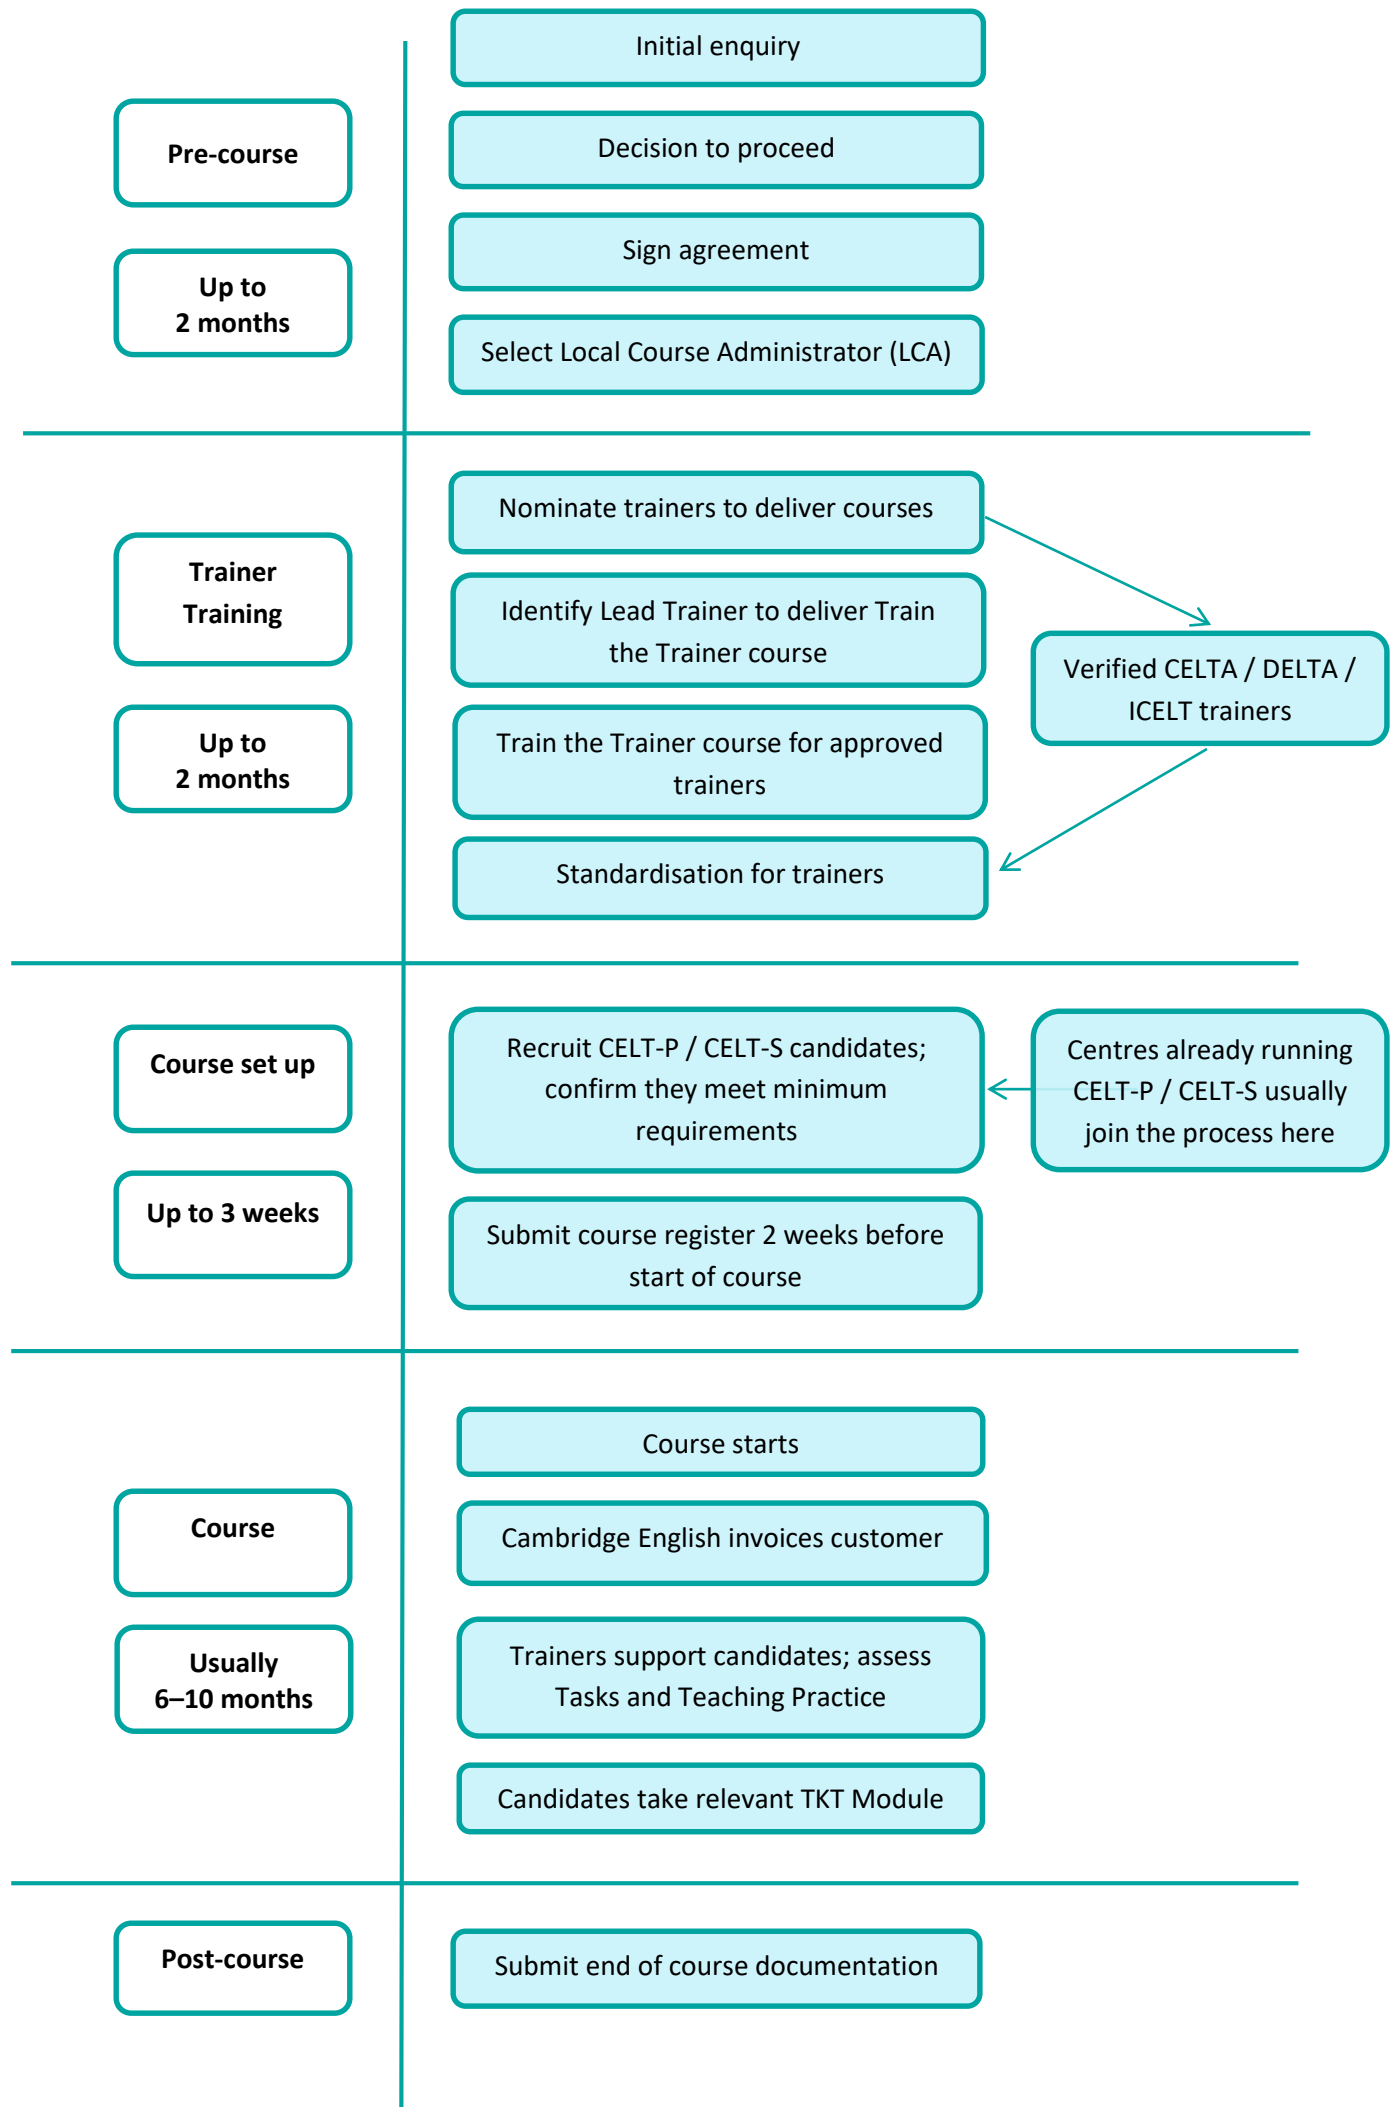 Initial enquiry
Pre-course
Decision to proceed
Up to
2 months
Sign agreement
Select Local Course Administrator (LCA)
Trainer
Training
Nominate trainers to deliver courses
Identify Lead Trainer to deliver Train
the Trainer course
Verified CELTA / DELTA /
ICELT trainers
Up to
2 months
Train the Trainer course for approved
trainers
Standardisation for trainers
Course set up
Recruit CELT-P / CELT-S candidates;
confirm they meet minimum
requirements
Centres already running
CELT-P / CELT-S usually
join the process here
Up to 3 weeks
Submit course register 2 weeks before
start of course
Course starts
Course
Cambridge English invoices customer
Usually
6–10 months
Trainers support candidates; assess
Tasks and Teaching Practice
Candidates take relevant TKT Module
Post-course
Submit end of course documentation